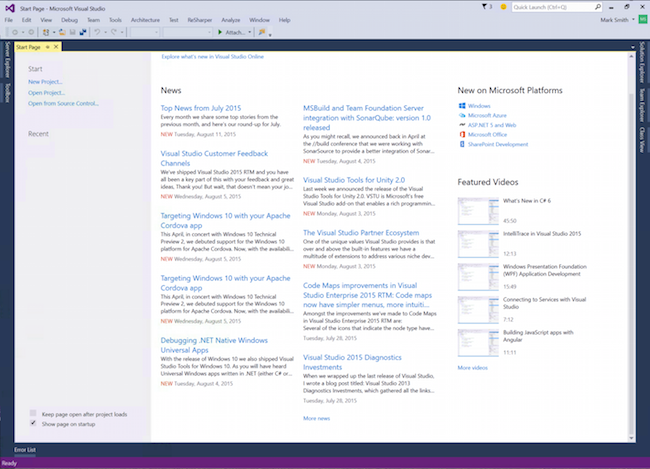 Start Page - Microsoft Visual Studio
3
Quick Launch (Ctrl+Q)
File Edit View Debug Team Tools Architecture Test ReSharper Analyze Window Help
Mark Smith
MS
Attach...
Server Explorer
Toolbox
Start Page
Solution Explorer
Team Explorer
Class View
Start
New Project...
Open Project...
Open from Source Control...
Recent
Keep page open after project loads
Show page on startup
Explore what's new in Visual Studio Online
News
Top News from July 2015
Every month we share some top stories from the
previous month, and here's our round-up for July.
NEW Tuesday, August 11, 2015
Visual Studio Customer Feedback
Channels
We've shipped Visual Studio 2015 RTM and you have
all been a key part of this with your feedback and great
ideas, Thank you! But wait, that doesn't mean your jo...
NEW Wednesday, August 5, 2015
Targeting Windows 10 with your Apache
Cordova app
This April, in concert with Windows 10 Technical
Preview 2, we debuted support for the Windows 10
platform for Apache Cordova. Now, with the availabili...
NEW Wednesday, August 5, 2015
Targeting Windows 10 with your Apache
Cordova app
This April, in concert with Windows 10 Technical
Preview 2, we debuted support for the Windows 10
platform for Apache Cordova. Now, with the availabili...
NEW Wednesday, August 5, 2015
Debugging .NET Native Windows
Universal Apps
With the release of Windows 10 we also shipped Visual
Studio Tools for Windows 10. As you will have heard
Universal Windows apps written in .NET (either C# or...
NEW Tuesday, August 4, 2015
MSBuild and Team Foundation Server
integration with SonarQube: version 1.0
released
As you might recall, we announced back in April at
the //build conference that we were working with
SonarSource to provide a better integration of Sonar...
NEW Tuesday, August 4, 2015
Visual Studio Tools for Unity 2.0
Last week we announced the release of the Visual
Studio Tools for Unity 2.0. VSTU is Microsoft's free
Visual Studio add-on that enables a rich programmin...
NEW Monday, August 3, 2015
The Visual Studio Partner Ecosystem
One of the unique values Visual Studio provides is that
over and above the built-in set of features we have a
multitude of extensions to address various niche dev...
NEW Monday, August 3, 2015
Code Maps improvements in Visual
Studio Enterprise 2015 RTM: Code maps
now have simpler menus, more intuiti...
Amongst the improvements we've made to Code Maps
in Visual Studio Enterprise 2015 RTM are:
Several of the icons that indicate the node type have...
Tuesday, July 28, 2015
Visual Studio 2015 Diagnostics
Investments
When we wrapped up the last release of Visual Studio,
I wrote a blog post titled: Visual Studio 2013
Diagnostics Investments, which gathered all the links...
Tuesday, July 28, 2015
More news
New on Microsoft Platforms
Windows
Microsoft Azure
ASP.NET 5 and Web
Microsoft Office
SharePoint Development
Featured Videos
What's New in C# 6
45:50
IntelliTrace in Visual Studio 2015
12:13
Windows Presentation Foundation
(WPF) Application Development
15:49
Connecting to Services with Visual
Studio
7:12
Building JavaScript apps with
Angular
11:11
More videos
Error List
Ready